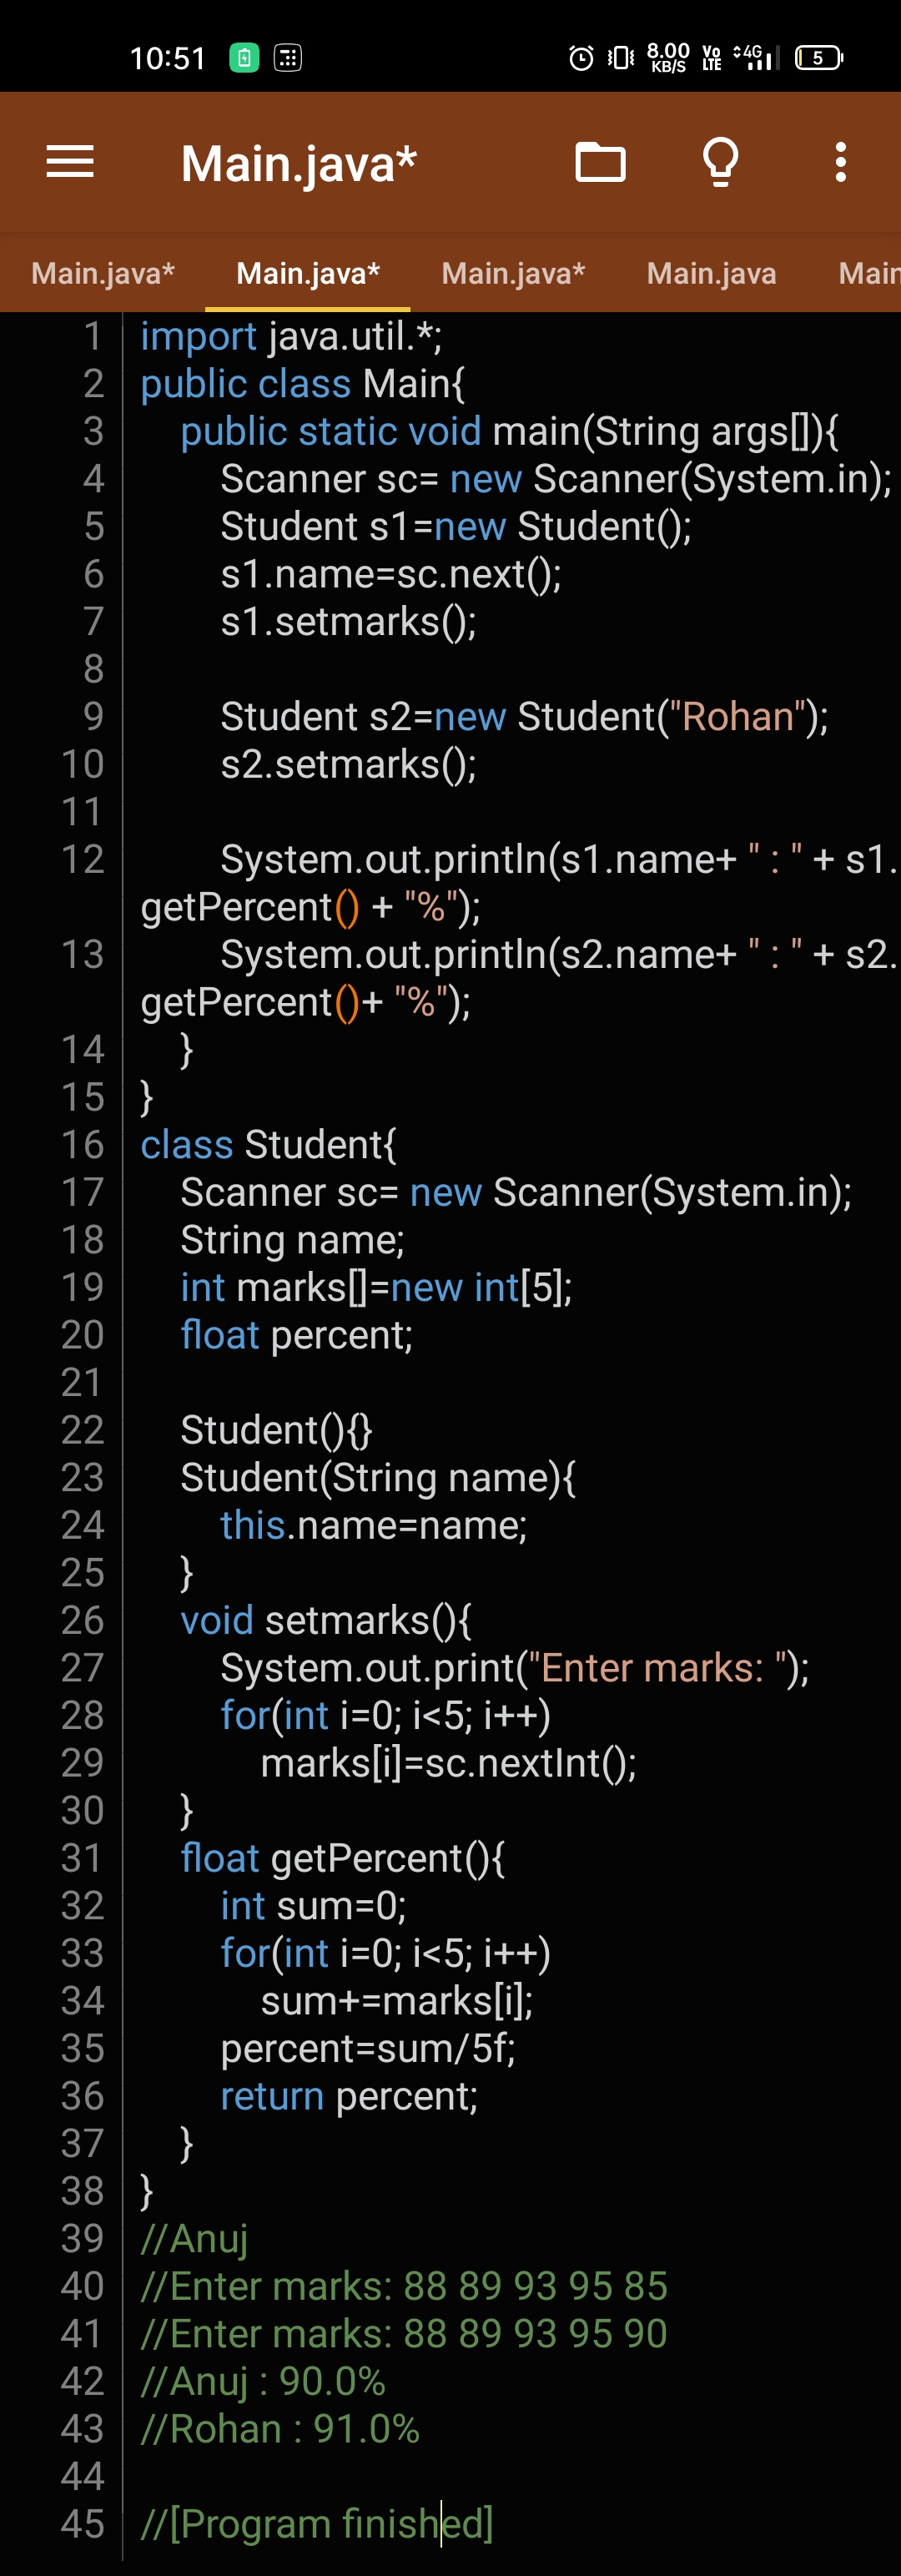 10:51 8.00 KB/S Vo LTE 4G 5
Main.java*
Main.java* Main.java* Main.java* Main.java Main
1 import java.util.*;
2 public class Main{
3 public static void main(String args[]){
4 Scanner sc= new Scanner(System.in);
5 Student s1=new Student();
6 s1.name=sc.next();
7 s1.setmarks();
8
9 Student s2=new Student("Rohan");
10 s2.setmarks();
11
12 System.out.println(s1.name+ " : " + s1.
getPercent() + "%");
13 System.out.println(s2.name+ " : " + s2.
getPercent()+ "%");
14 }
15 }
16 class Student{
17 Scanner sc= new Scanner(System.in);
18 String name;
19 int marks[]=new int[5];
20 float percent;
21
22 Student(){}
23 Student(String name){
24 this.name=name;
25 }
26 void setmarks(){
27 System.out.print("Enter marks: ");
28 for(int i=0; i<5; i++)
29 marks[i]=sc.nextInt();
30 }
31 float getPercent(){
32 int sum=0;
33 for(int i=0; i<5; i++)
34 sum+=marks[i];
35 percent=sum/5f;
36 return percent;
37 }
38 }
39 //Anuj
40 //Enter marks: 88 89 93 95 85
41 //Enter marks: 88 89 93 95 90
42 //Anuj : 90.0%
43 //Rohan : 91.0%
44
45 //[Program finished]